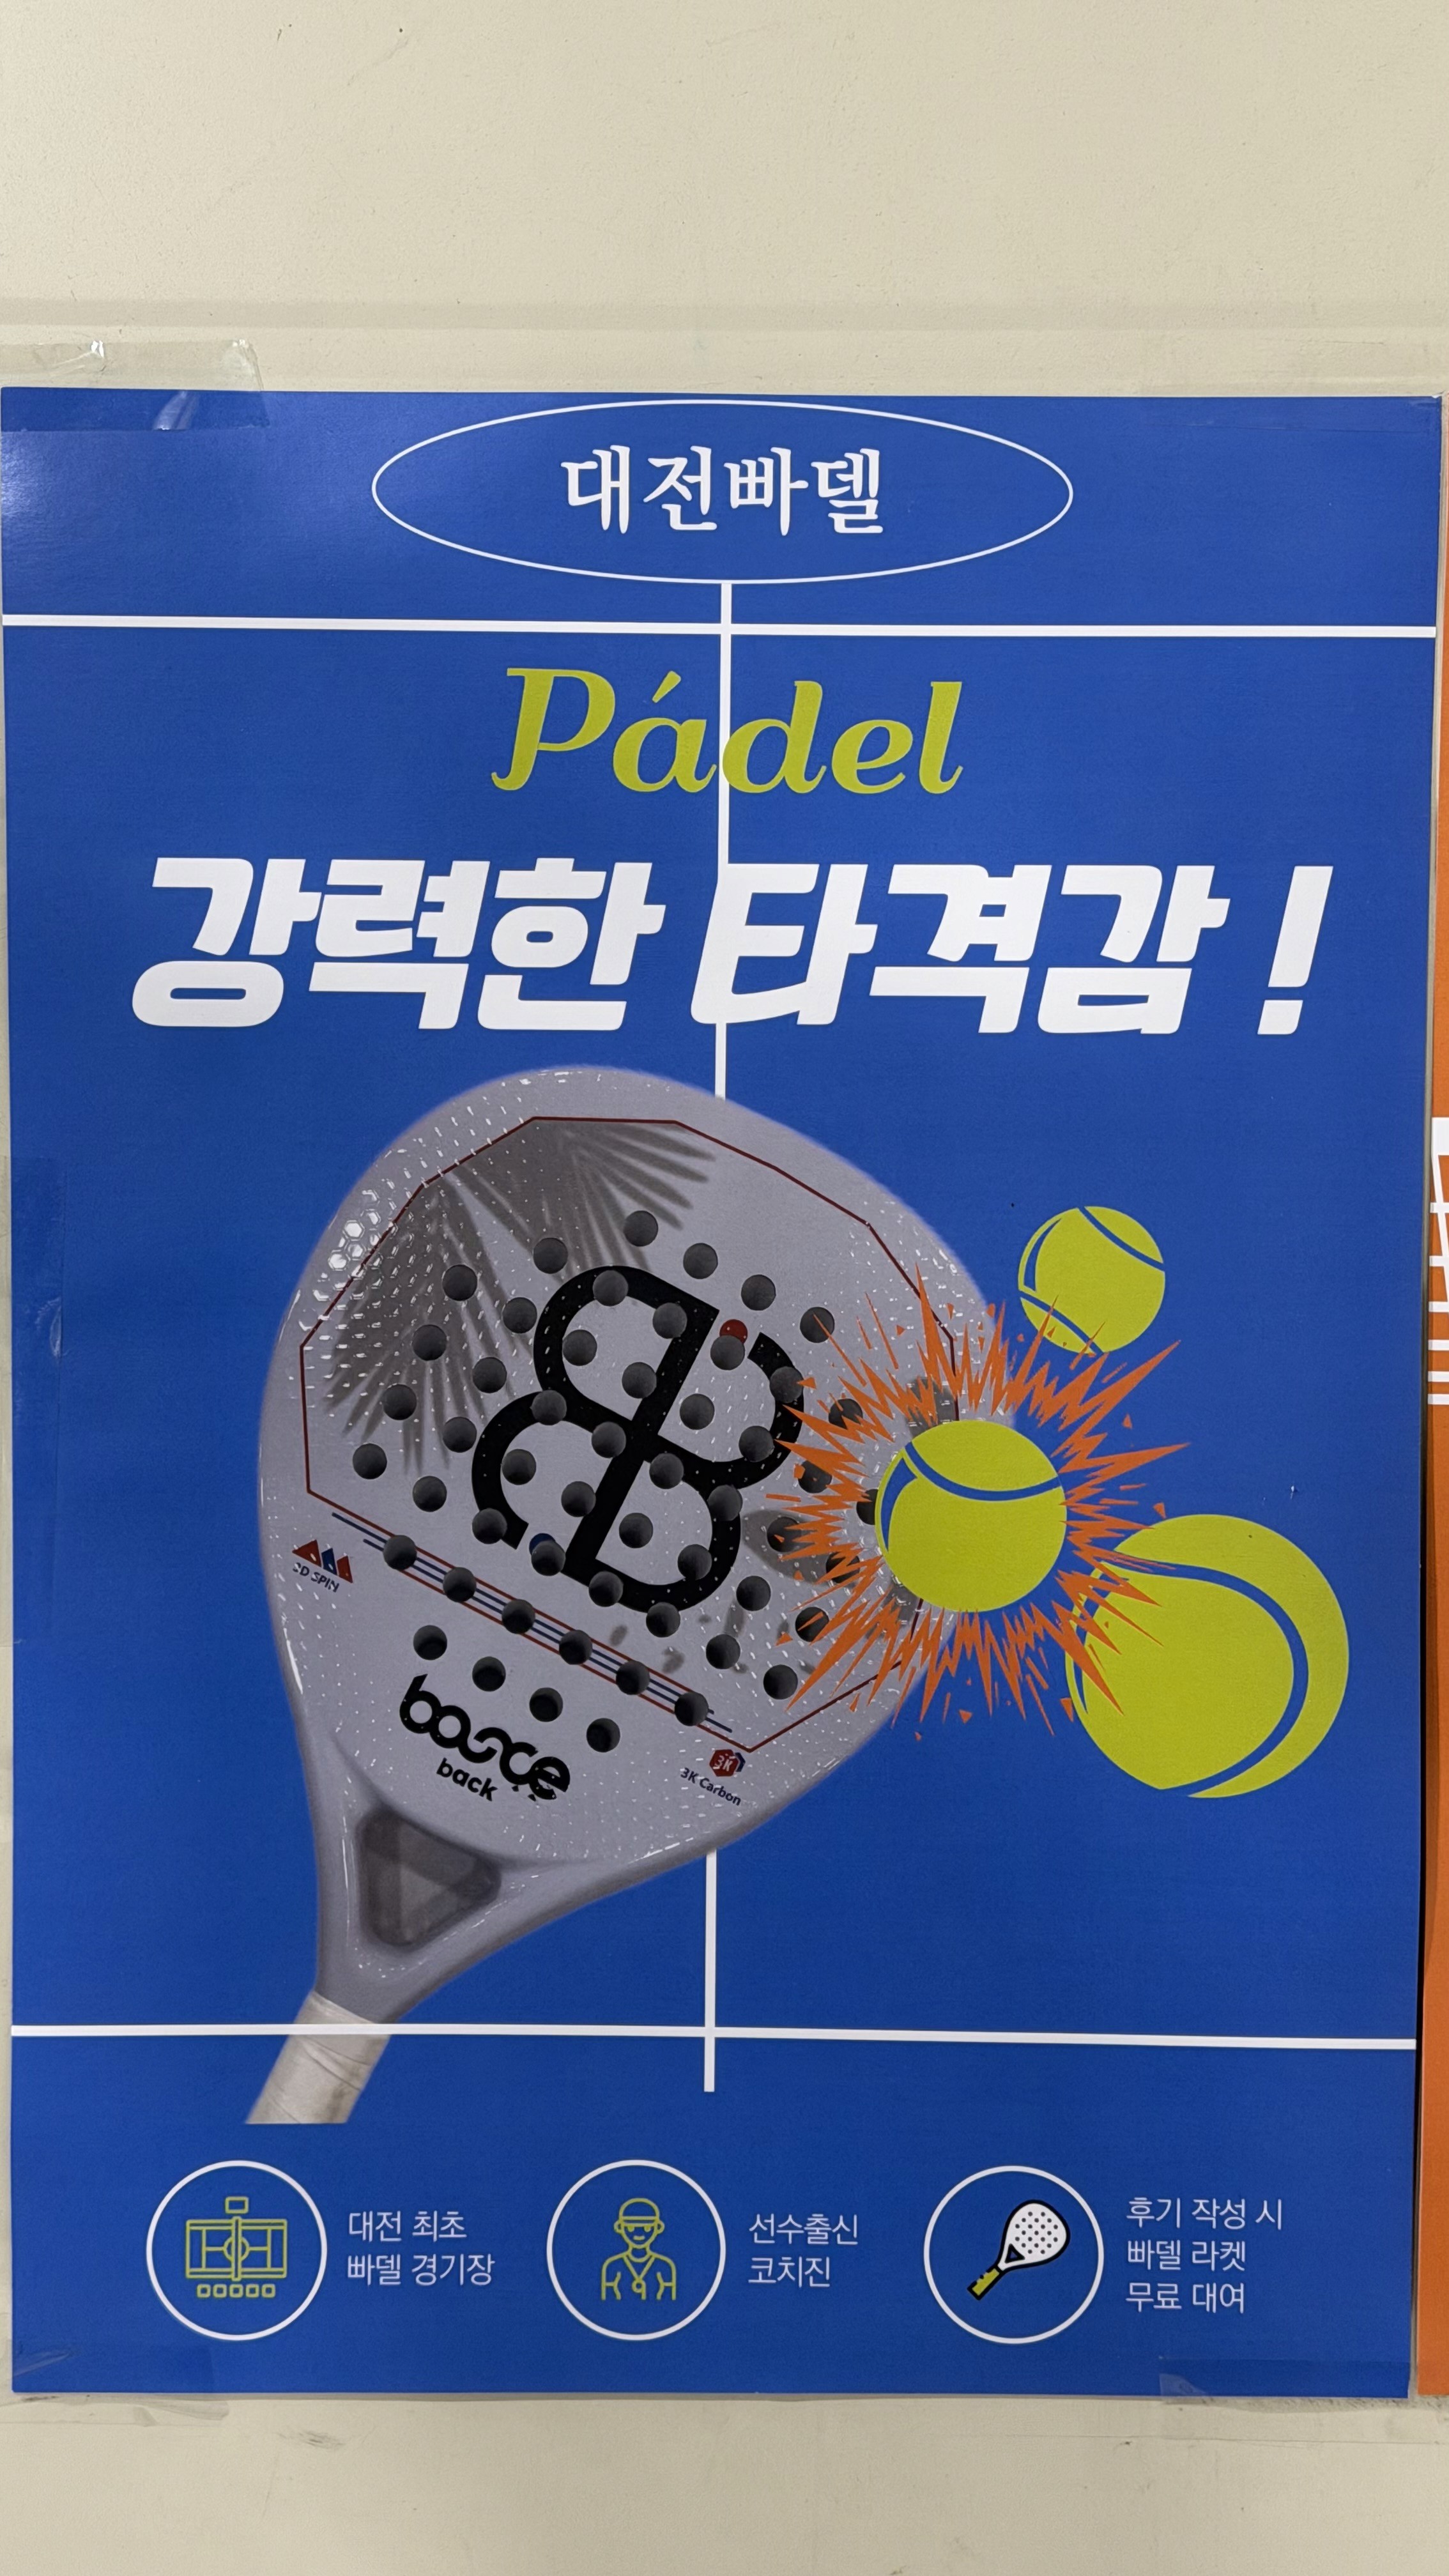 대전빠델
Pádel
강력한 타격감 !
3D SPIN
bounce
back
3K
3K Carbon
대전 최초
빠델 경기장
선수출신
코치진
후기 작성 시
빠델 라켓
무료 대여